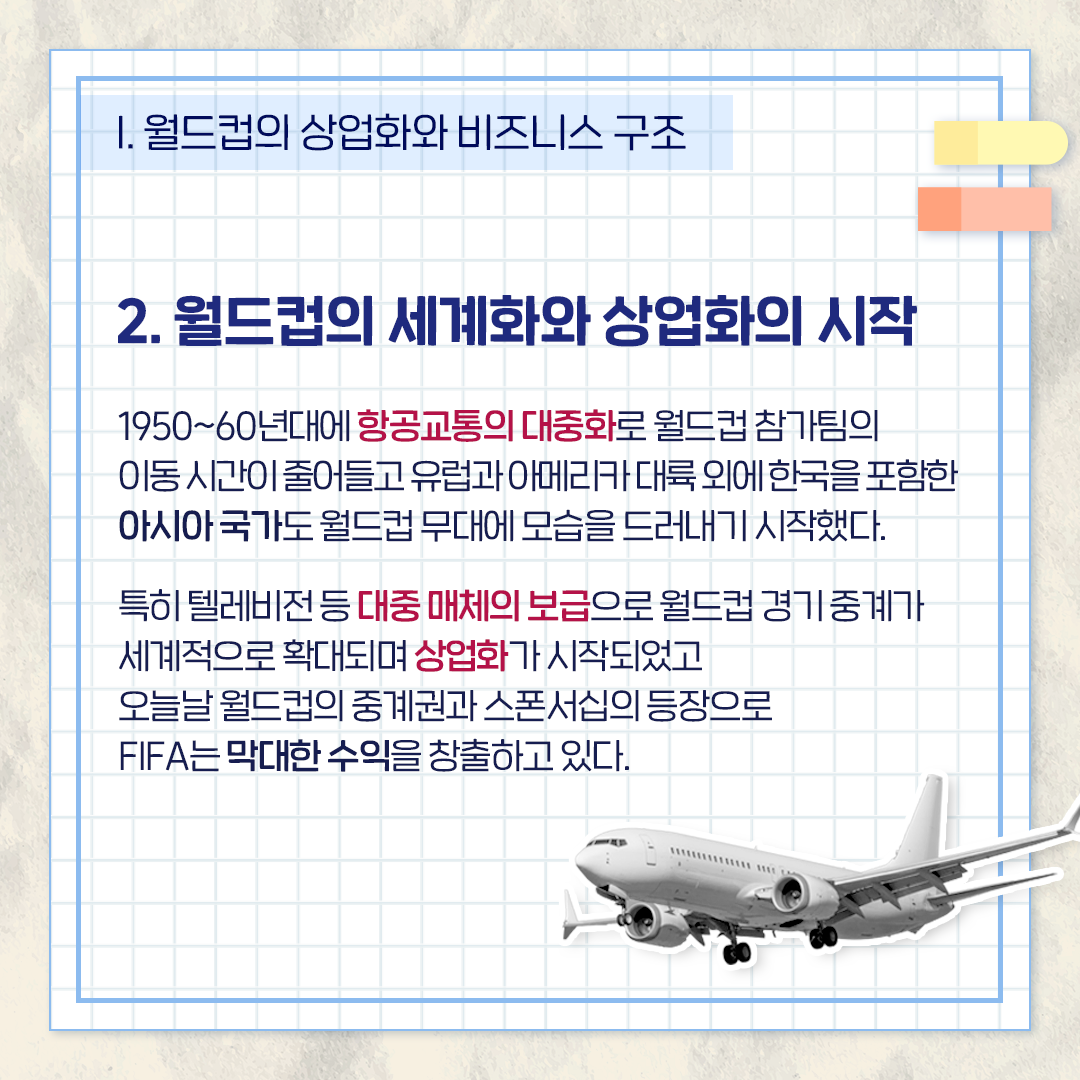 I. 월드컵의 상업화와 비즈니스 구조
2. 월드컵의 세계화와 상업화의 시작
1950~60년대에 항공교통의 대중화로 월드컵 참가팀의
이동 시간이 줄어들고 유럽과 아메리카 대륙 외에 한국을 포함한
아시아 국가도 월드컵 무대에 모습을 드러내기 시작했다.
특히 텔레비전 등 대중 매체의 보급으로 월드컵 경기 중계가
세계적으로 확대되며 상업화가 시작되었고
오늘날 월드컵의 중계권과 스폰서십의 등장으로
FIFA는 막대한 수익을 창출하고 있다.